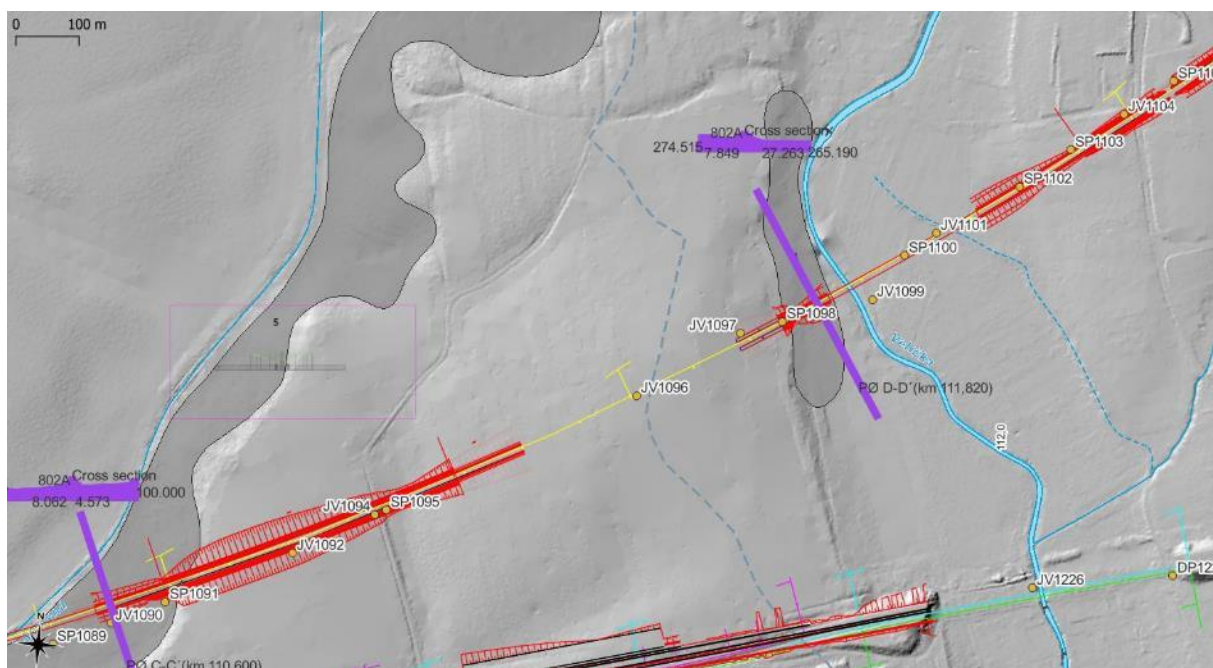 0 100 m
SP110
JV1104
802A Cross section
SP1103
274.515 7.849 27.263 265.190
SP1102
JV1101
SP1100
JV1099
5
JV1097
SP1098
PØ D-D´(km 111,820)
JV1096
112,0
802A Cross section
8.062 4.573 100.000
JV1094
SP1095
JV1092
SP1091
JV1090
N
SP1089
JV1226
DP122
PØ C-C´(km 110,600)